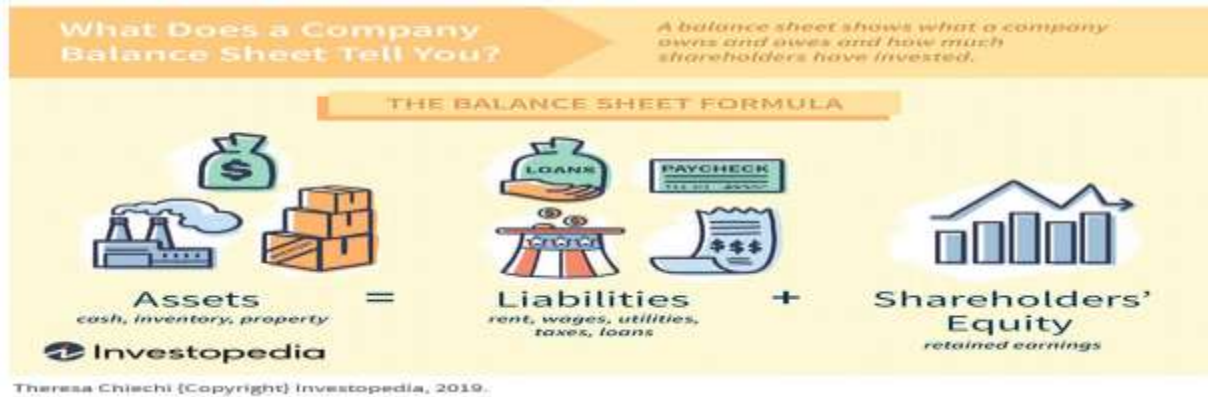 What Does a Company
Balance Sheet Tell You?
A balance sheet shows what a company
owns and owes and how much
shareholders have invested.
THE BALANCE SHEET FORMULA
$
LOANS
PAYCHECK
$$$
Assets
cash, inventory, property
=
Liabilities
rent, wages, utilities,
taxes, loans
+
Shareholders’
Equity
retained earnings
Investopedia
Theresa Chiechi {Copyright} Investopedia, 2019.